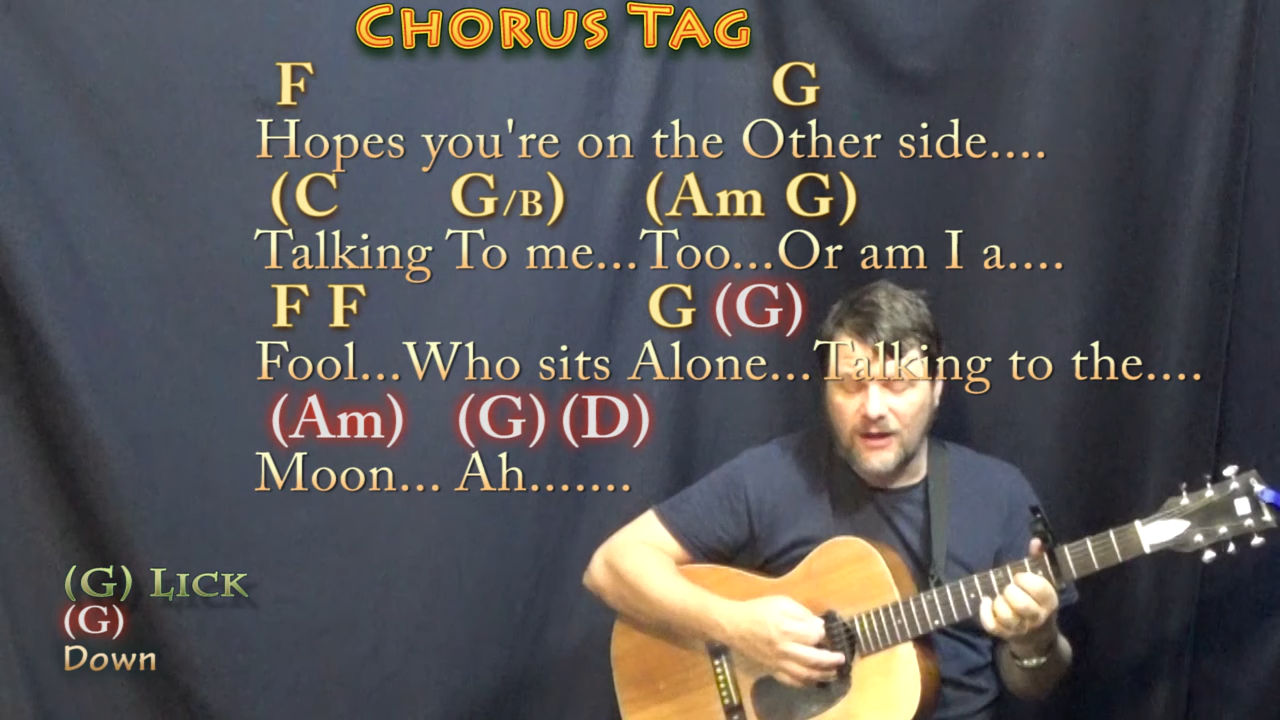 Chorus Tag
F G
Hopes you're on the Other side....
(C G/B) (Am G)
Talking To me...Too...Or am I a....
F F G (G)
Fool...Who sits Alone...Talking to the....
(Am) (G) (D)
Moon... Ah.......
(G) Lick
(G)
Down